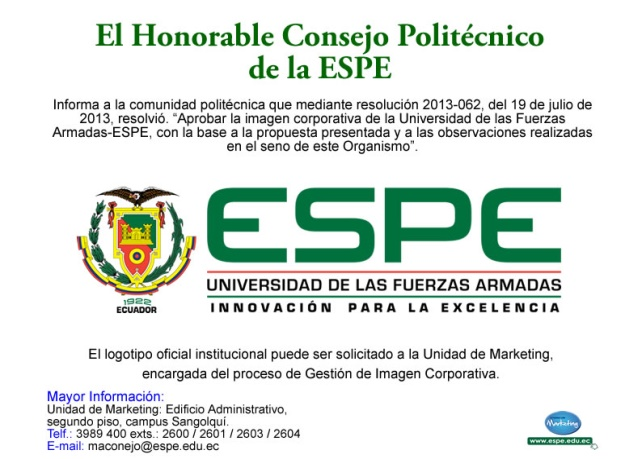 El Honorable Consejo Politécnico
de la ESPE
Informa a la comunidad politécnica que mediante resolución 2013-062, del 19 de julio de
2013, resolvió. “Aprobar la imagen corporativa de la Universidad de las Fuerzas
Armadas-ESPE, con la base a la propuesta presentada y a las observaciones realizadas
en el seno de este Organismo”.
ESPE
UNIVERSIDAD DE LAS FUERZAS ARMADAS
INNOVACIÓN PARA LA EXCELENCIA
1922
ECUADOR
El logotipo oficial institucional puede ser solicitado a la Unidad de Marketing,
encargada del proceso de Gestión de Imagen Corporativa.
Mayor Información:
Unidad de Marketing: Edificio Administrativo,
segundo piso, campus Sangolquí.
Telf.: 3989 400 exts.: 2600 / 2601 / 2603 / 2604
E-mail: maconejo@espe.edu.ec
Marketing
www.espe.edu.ec